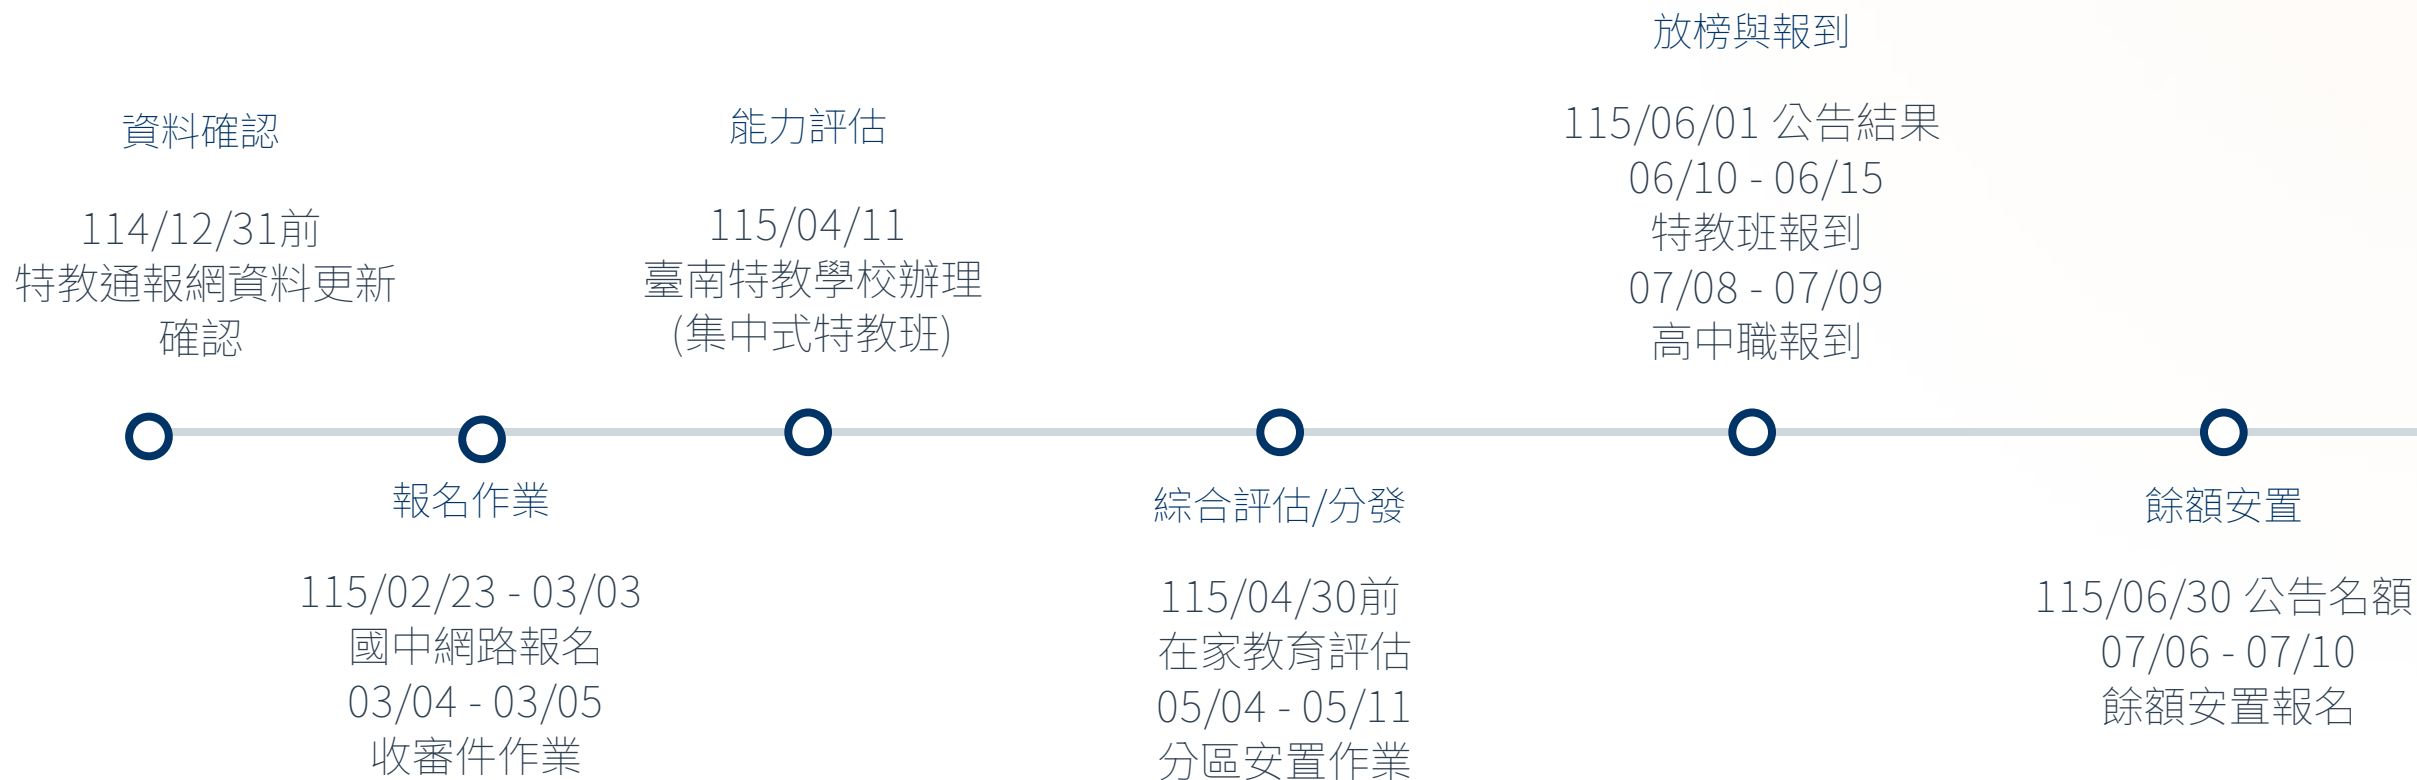 資料確認
114/12/31前
特教通報網資料更新
確認
報名作業
115/02/23 - 03/03
國中網路報名
03/04 - 03/05
收審件作業
能力評估
115/04/11
臺南特教學校辦理
(集中式特教班)
綜合評估/分發
115/04/30前
在家教育評估
05/04 - 05/11
分區安置作業
放榜與報到
115/06/01 公告結果
06/10 - 06/15
特教班報到
07/08 - 07/09
高中職報到
餘額安置
115/06/30 公告名額
07/06 - 07/10
餘額安置報名